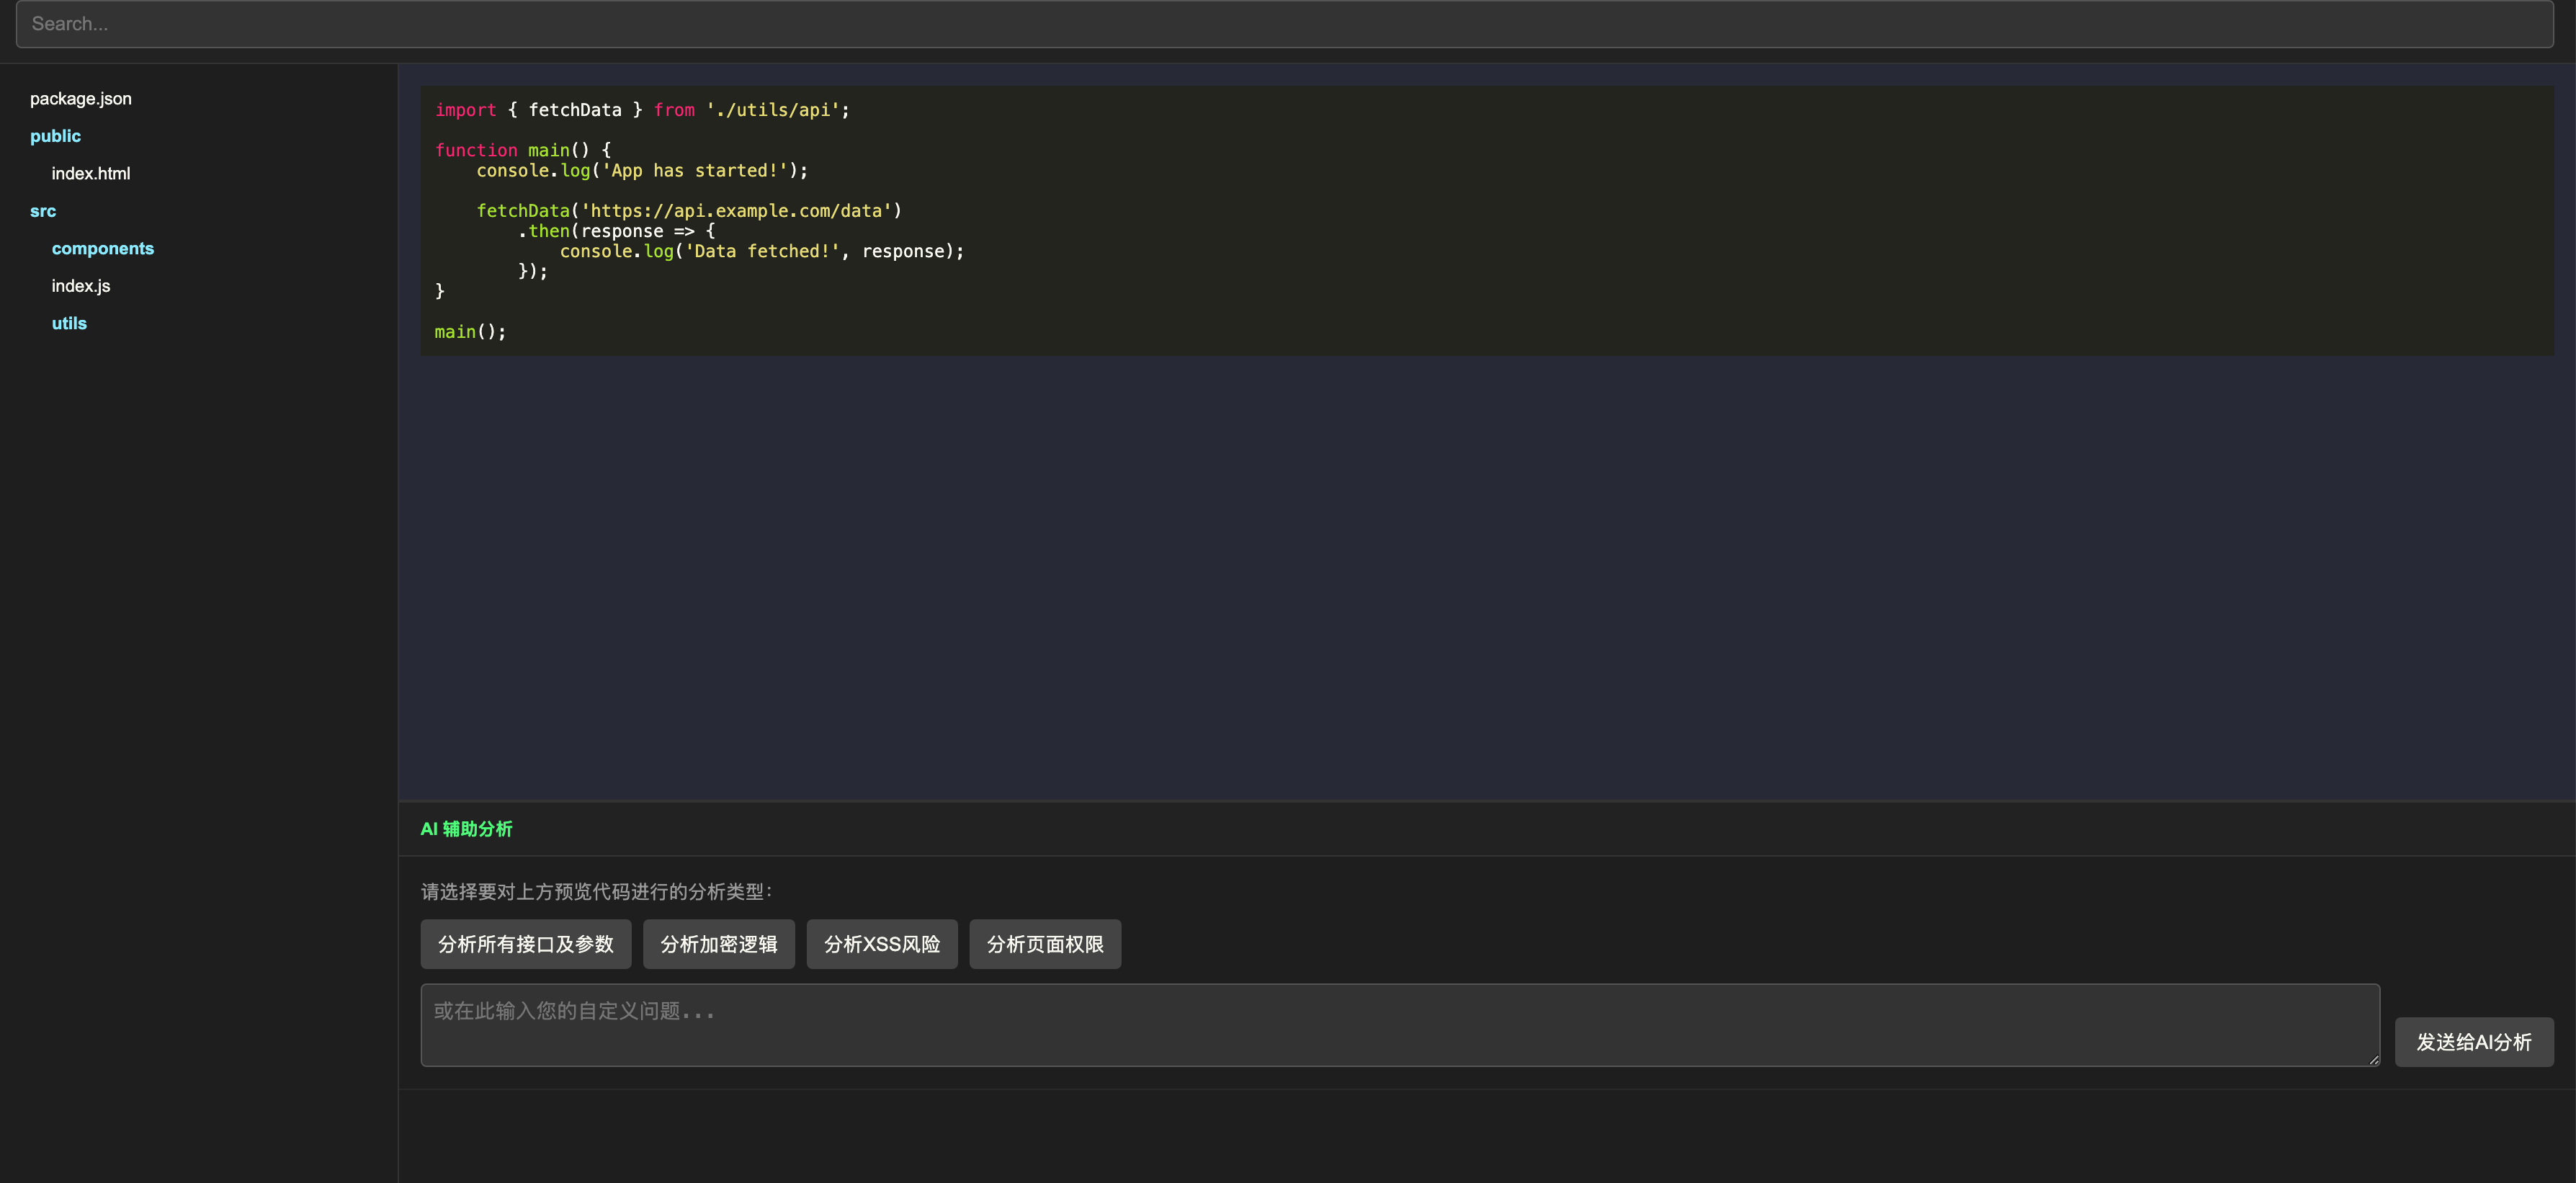 Search...
package.json
public
index.html
src
components
index.js
utils
import { fetchData } from './utils/api';
function main() {
    console.log('App has started!');
    fetchData('https://api.example.com/data')
        .then(response => {
            console.log('Data fetched!', response);
        });
}
main();
AI 辅助分析
请选择要对上方预览代码进行的分析类型：
分析所有接口及参数 分析加密逻辑 分析XSS风险 分析页面权限
或在此输入您的自定义问题...
发送给AI分析